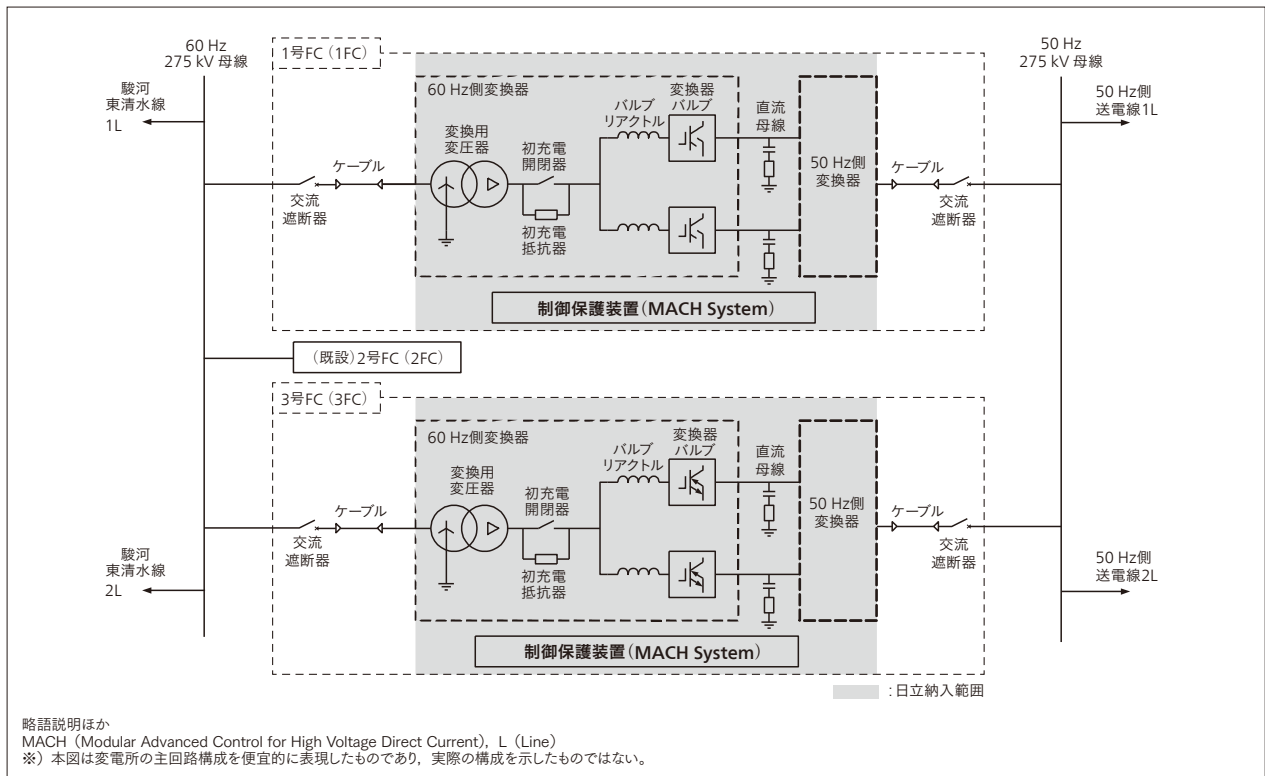 60 Hz
275 kV 母線
駿河
東清水線
1L
1号FC（1FC）
60 Hz側変換器
変換用
変圧器
初充電
開閉器
初充電
抵抗器
バルブ
リアクトル
変換器
バルブ
直流
母線
50 Hz側
変換器
ケーブル
交流
遮断器
ケーブル
交流
遮断器
制御保護装置（MACH System）
50 Hz
275 kV 母線
50 Hz側
送電線1L
（既設）2号FC（2FC）
3号FC（3FC）
60 Hz側変換器
変換用
変圧器
初充電
開閉器
初充電
抵抗器
バルブ
リアクトル
変換器
バルブ
直流
母線
50 Hz側
変換器
ケーブル
交流
遮断器
ケーブル
交流
遮断器
駿河
東清水線
2L
50 Hz側
送電線2L
制御保護装置（MACH System）
：日立納入範囲
略語説明ほか
MACH（Modular Advanced Control for High Voltage Direct Current），L（Line）
※）本図は変電所の主回路構成を便宜的に表現したものであり，実際の構成を示したものではない。